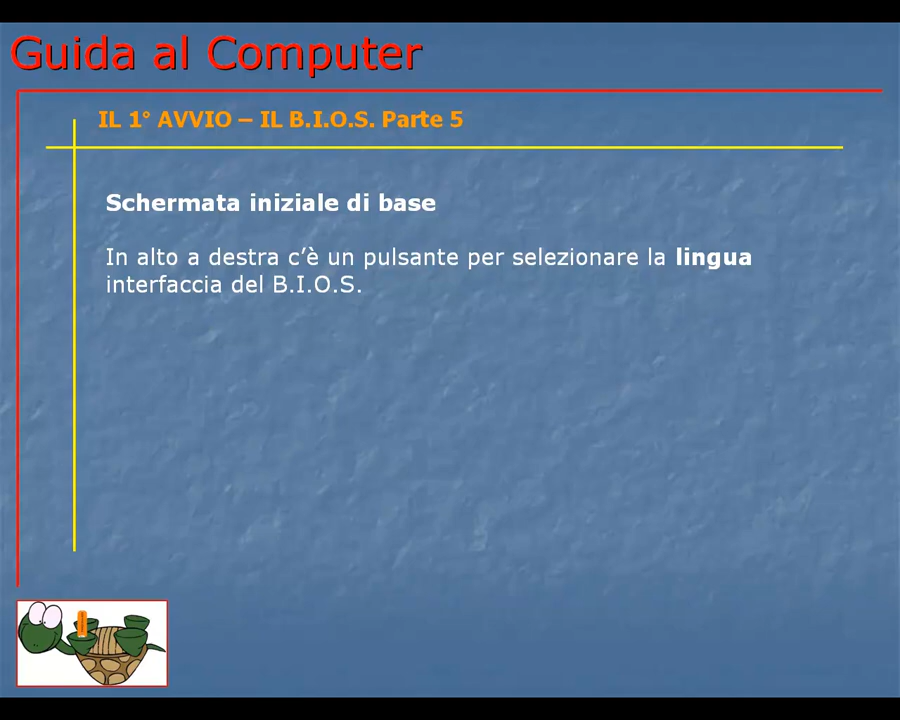 Guida al Computer
IL 1° AVVIO – IL B.I.O.S. Parte 5
Schermata iniziale di base
In alto a destra c’è un pulsante per selezionare la lingua
interfaccia del B.I.O.S.